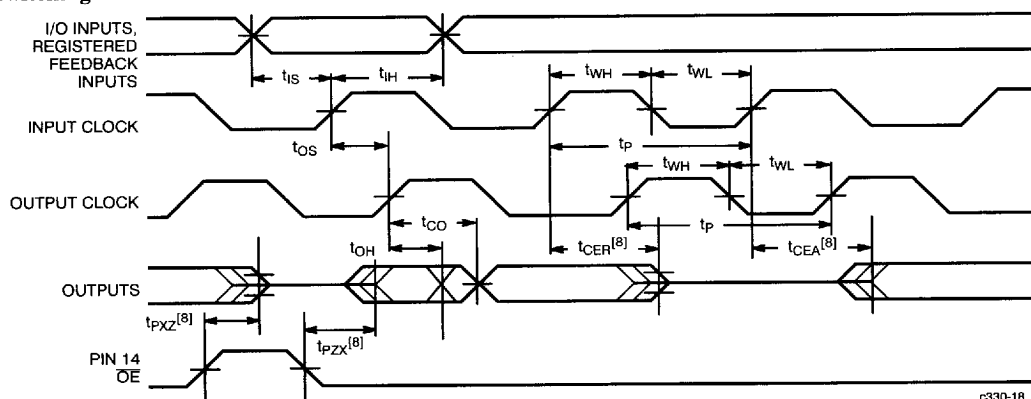 I/O INPUTS,
REGISTERED
FEEDBACK
INPUTS
tIS
tIH
tWH
tWL
INPUT CLOCK
tOS
tP
tWH
tWL
OUTPUT CLOCK
tCO
tP
tOH
tCER[8]
tCEA[8]
OUTPUTS
tPXZ[8]
tPZX[8]
PIN 14
OE
c330-18